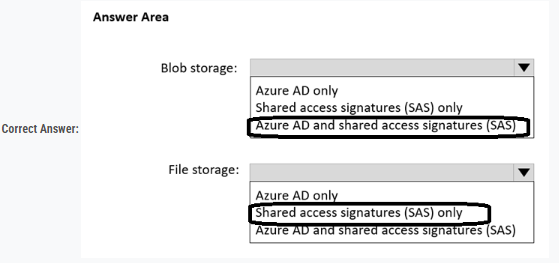 Answer Area
Blob storage:
Azure AD only
Shared access signatures (SAS) only
Azure AD and shared access signatures (SAS)
Correct Answer:
File storage:
Azure AD only
Shared access signatures (SAS) only
Azure AD and shared access signatures (SAS)